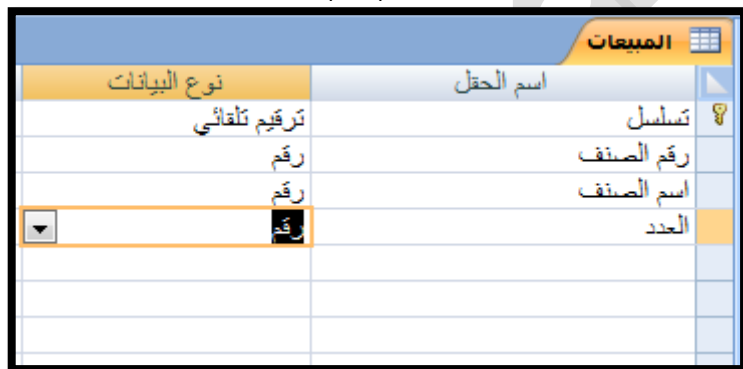 المبيعات
اسم الحقل نوع البيانات
تسلسل ترقيم تلقائي
رقم الصنف رقم
اسم الصنف رقم
العدد رقم